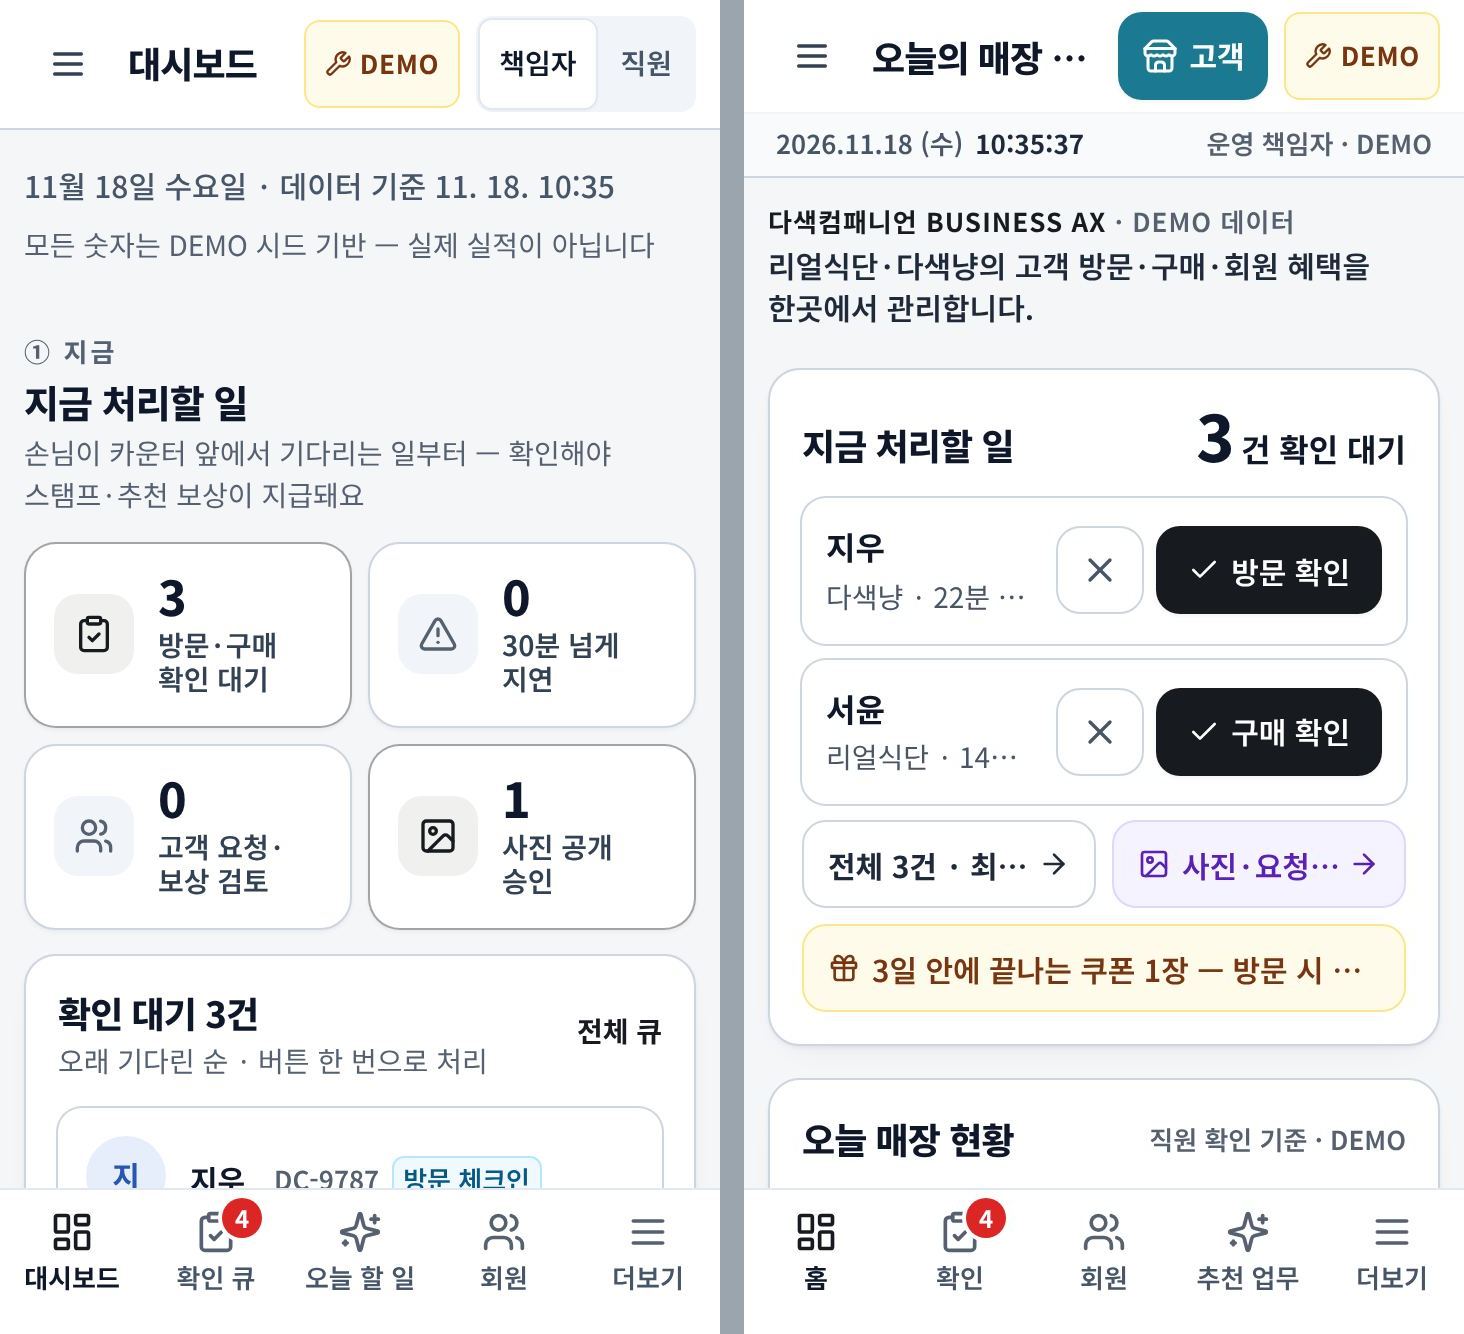 대시보드
DEMO
책임자
직원
11월 18일 수요일 · 데이터 기준 11. 18. 10:35
모든 숫자는 DEMO 시드 기반 — 실제 실적이 아닙니다
① 지금
지금 처리할 일
손님이 카운터 앞에서 기다리는 일부터 — 확인해야
스탬프·추천 보상이 지급돼요
3
방문·구매
확인 대기
0
30분 넘게
지연
0
고객 요청·
보상 검토
1
사진 공개
승인
확인 대기 3건
전체 큐
오래 기다린 순 · 버튼 한 번으로 처리
지
지우
DC-9787
방문 체크인
대시보드
4
확인 큐
오늘 할 일
회원
더보기
오늘의 매장 …
고객
DEMO
2026.11.18 (수) 10:35:37
운영 책임자 · DEMO
다색컴패니언 BUSINESS AX · DEMO 데이터
리얼식단·다색냥의 고객 방문·구매·회원 혜택을
한곳에서 관리합니다.
지금 처리할 일
3건 확인 대기
지우
다색냥 · 22분 …
방문 확인
서윤
리얼식단 · 14…
구매 확인
전체 3건 · 최…
사진·요청…
3일 안에 끝나는 쿠폰 1장 — 방문 시 …
오늘 매장 현황
직원 확인 기준 · DEMO
홈
4
확인
회원
추천 업무
더보기